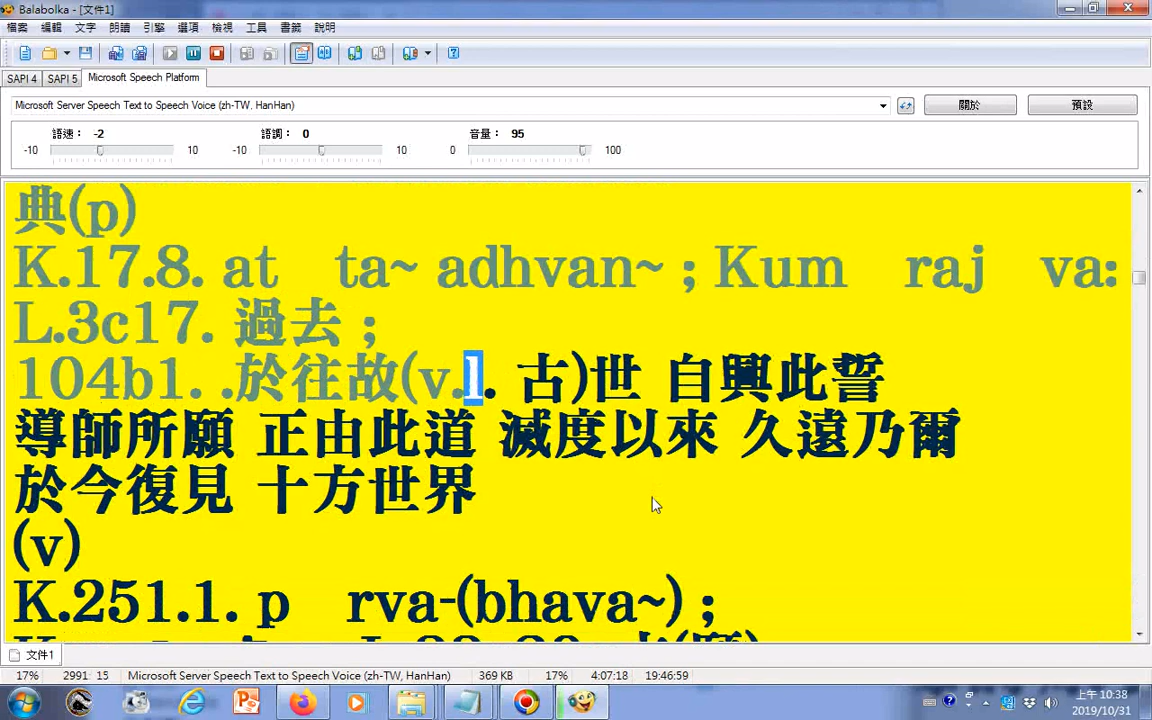 Balabolka - [文件1]
檔案 編輯 文字 朗讀 引擎 選項 檢視 工具 書籤 說明
SAPI 4 SAPI 5 Microsoft Speech Platform
Microsoft Server Speech Text to Speech Voice (zh-TW, HanHan) 關於 預設
語速： -2 語調： 0 音量： 95
-10 10 -10 10 0 100
典(p)
K.17.8. at ta~ adhvan~ ; Kum raj va:
L.3c17. 過去 ;
104b1. .於往故(v.l. 古)世 自興此誓
導師所願 正由此道 滅度以來 久遠乃爾
於今復見 十方世界
(v)
K.251.1. p rva-(bhava~) ;
文件1
17% 2991: 15 Microsoft Server Speech Text to Speech Voice (zh-TW, HanHan) 369 KB 17% 4:07:18 19:46:59
上午 10:38
2019/10/31